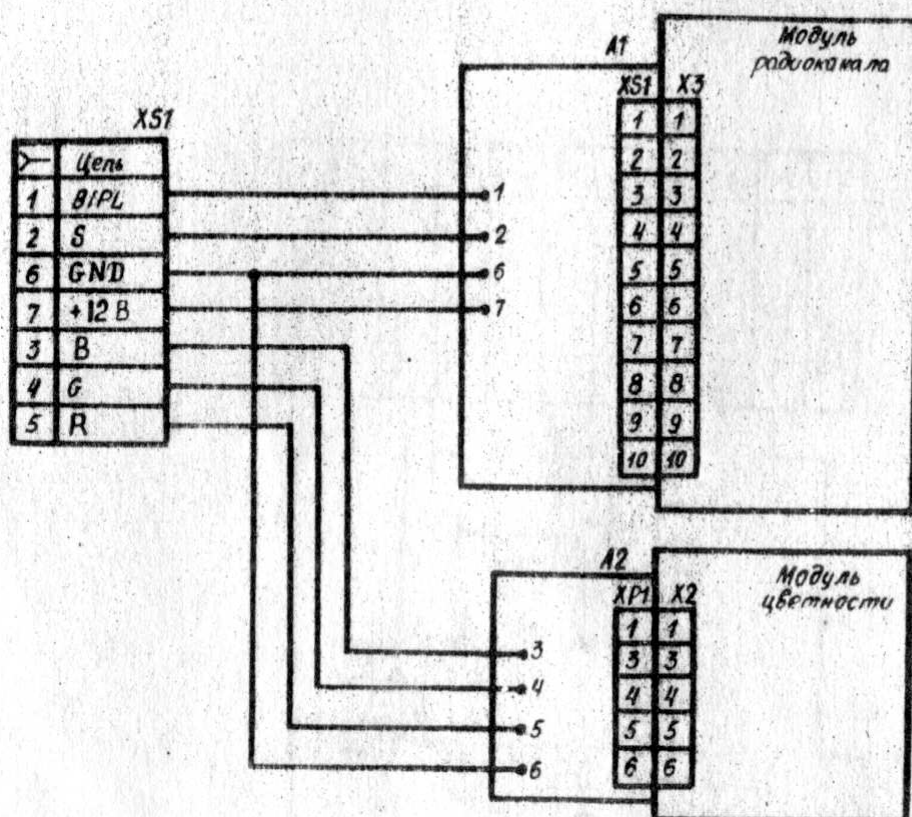 XS1
Цепь
1 BIPL
2 S
6 GND
7 +12 В
3 B
4 G
5 R
A1
Модуль
радиоканала
XS1 X3
1 1
2 2
3 3
4 4
5 5
6 6
7 7
8 8
9 9
10 10
1
2
6
7
A2
Модуль
цветности
XP1 X2
1 1
3 3
4 4
5 5
6 6
3
4
5
6